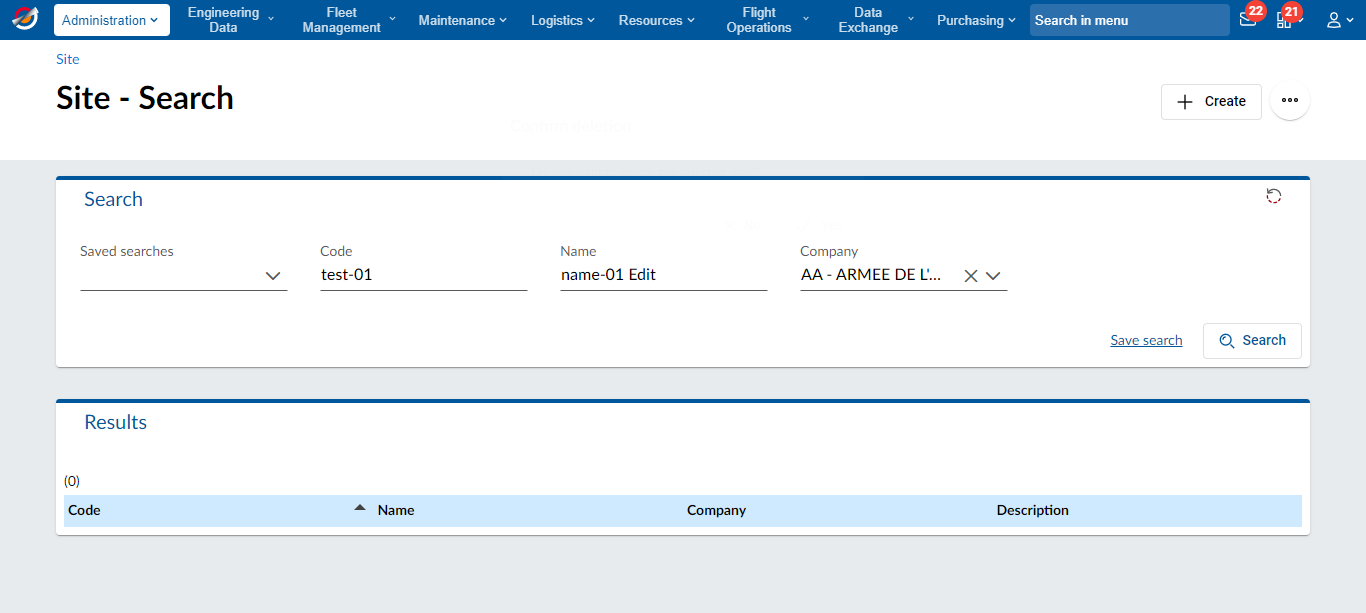 Administration
Engineering Data
Fleet Management
Maintenance
Logistics
Resources
Flight Operations
Data Exchange
Purchasing
Search in menu
22
21
Site
Site - Search
Create
Search
Saved searches
Code
test-01
Name
name-01 Edit
Company
AA - ARMEE DE L'...
Save search
Search
Results
(0)
Code Name Company Description